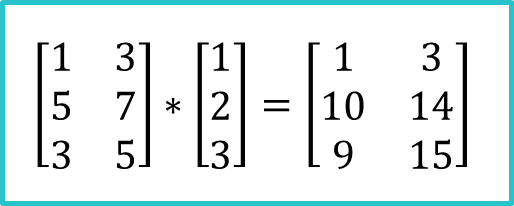 [1 3] * [1] = [1 3]
[5 7] [2] [10 14]
[3 5] [3] [9 15]